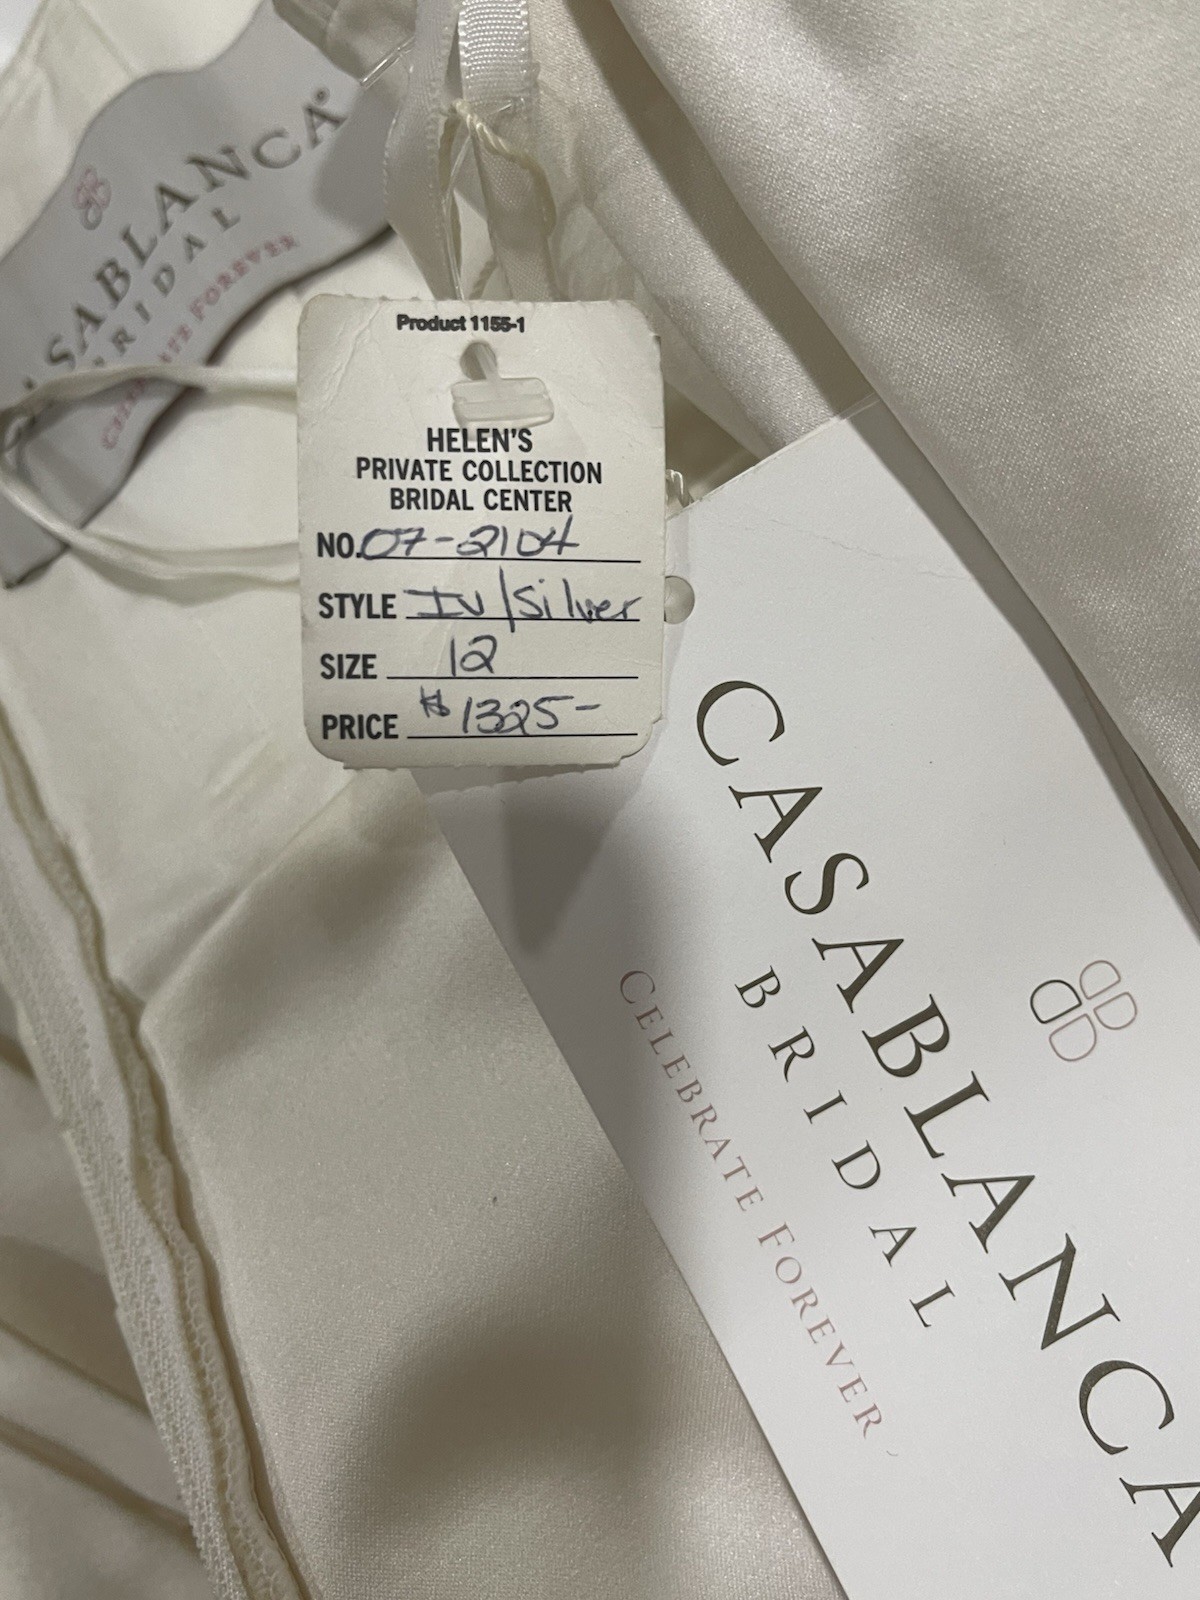 SABLANCA®
BRIDAL
CELEBRATE FOREVER
Product 1155-1
HELEN'S
PRIVATE COLLECTION
BRIDAL CENTER
NO. 07-2104
STYLE IV/Silver
SIZE 12
PRICE $1325-
CASABLANCA
BRIDAL
CELEBRATE FOREVER